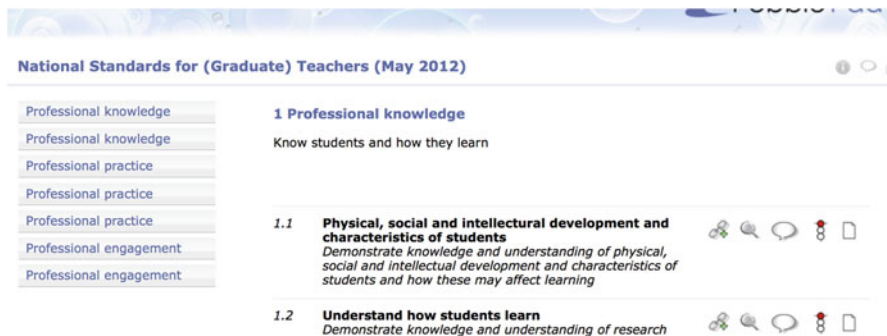 National Standards for (Graduate) Teachers (May 2012)
Professional knowledge
Professional knowledge
Professional practice
Professional practice
Professional practice
Professional engagement
Professional engagement
1 Professional knowledge
Know students and how they learn
1.1 Physical, social and intellectural development and
characteristics of students
Demonstrate knowledge and understanding of physical,
social and intellectual development and characteristics of
students and how these may affect learning
1.2 Understand how students learn
Demonstrate knowledge and understanding of research